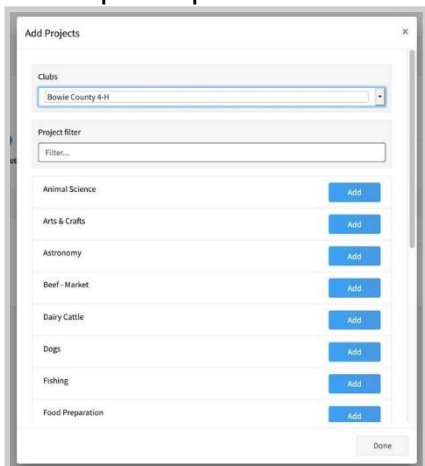 Add Projects ×
Clubs
Bowie County 4-H
Project filter
Filter...
Animal Science Add
Arts & Crafts Add
Astronomy Add
Beef - Market Add
Dairy Cattle Add
Dogs Add
Fishing Add
Food Preparation Add
Done